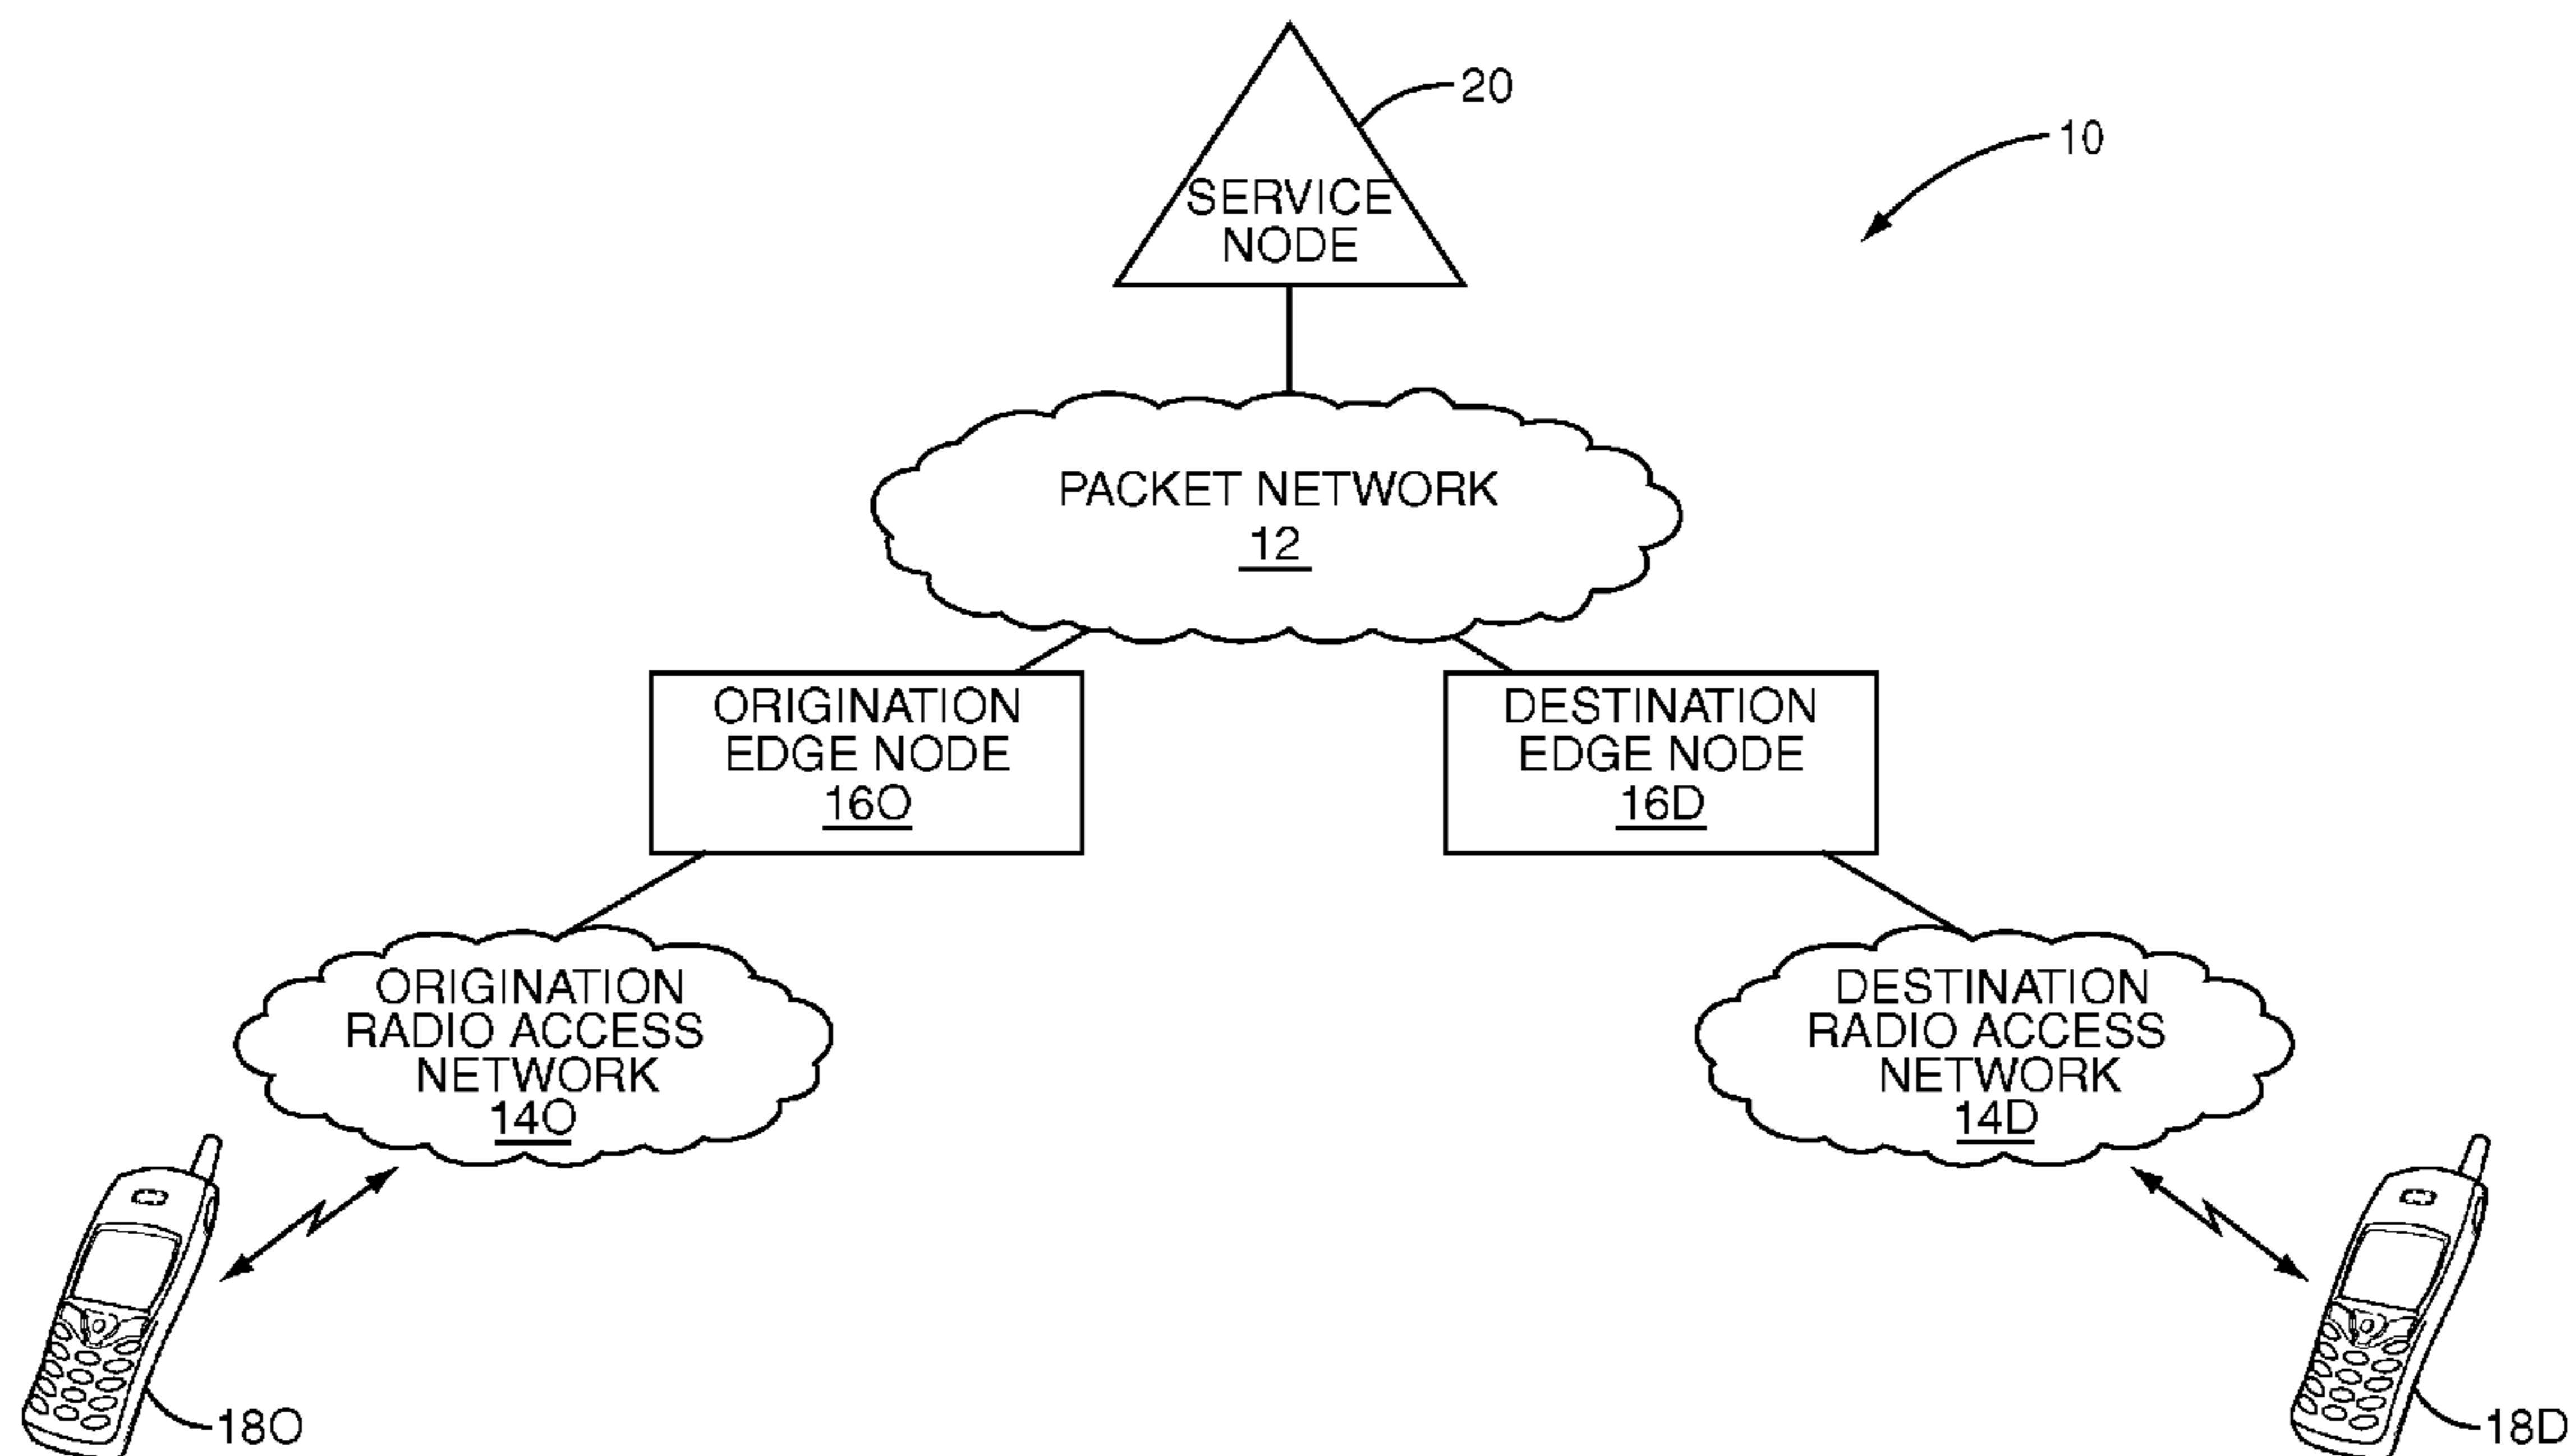 20
10
SERVICE
NODE
PACKET NETWORK
12
ORIGINATION
EDGE NODE
16O
DESTINATION
EDGE NODE
16D
ORIGINATION
RADIO ACCESS
NETWORK
14O
DESTINATION
RADIO ACCESS
NETWORK
14D
18O
18D